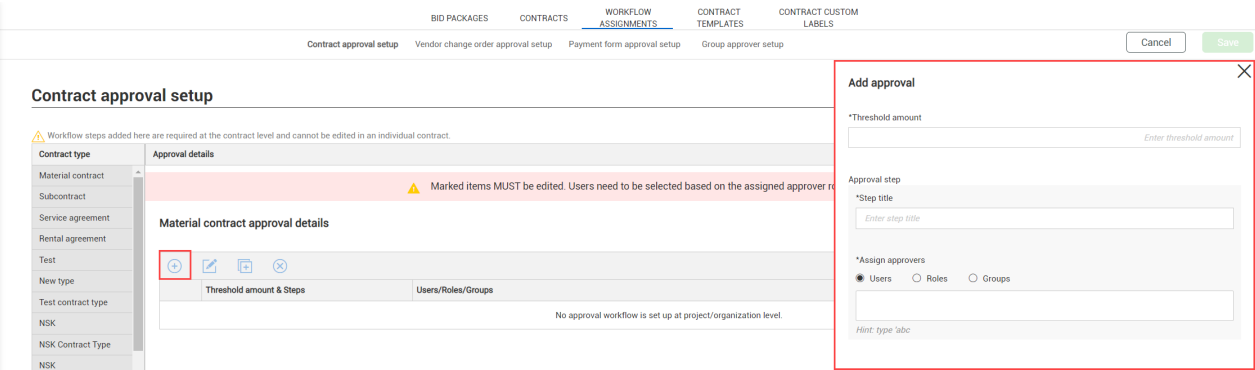 BID PACKAGES
CONTRACTS
WORKFLOW
ASSIGNMENTS
CONTRACT
TEMPLATES
CONTRACT CUSTOM
LABELS
Contract approval setup
Vendor change order approval setup
Payment form approval setup
Group approver setup
Cancel
Save
Contract approval setup
Workflow steps added here are required at the contract level and cannot be edited in an individual contract.
Contract type
Approval details
Material contract
Subcontract
Service agreement
Rental agreement
Test
New type
Test contract type
NSK
NSK Contract Type
NSK
Marked items MUST be edited. Users need to be selected based on the assigned approver ro
Material contract approval details
Threshold amount & Steps
Users/Roles/Groups
No approval workflow is set up at project/organization level.
Add approval
*Threshold amount
Enter threshold amount
Approval step
*Step title
Enter step title
*Assign approvers
Users
Roles
Groups
Hint: type 'abc